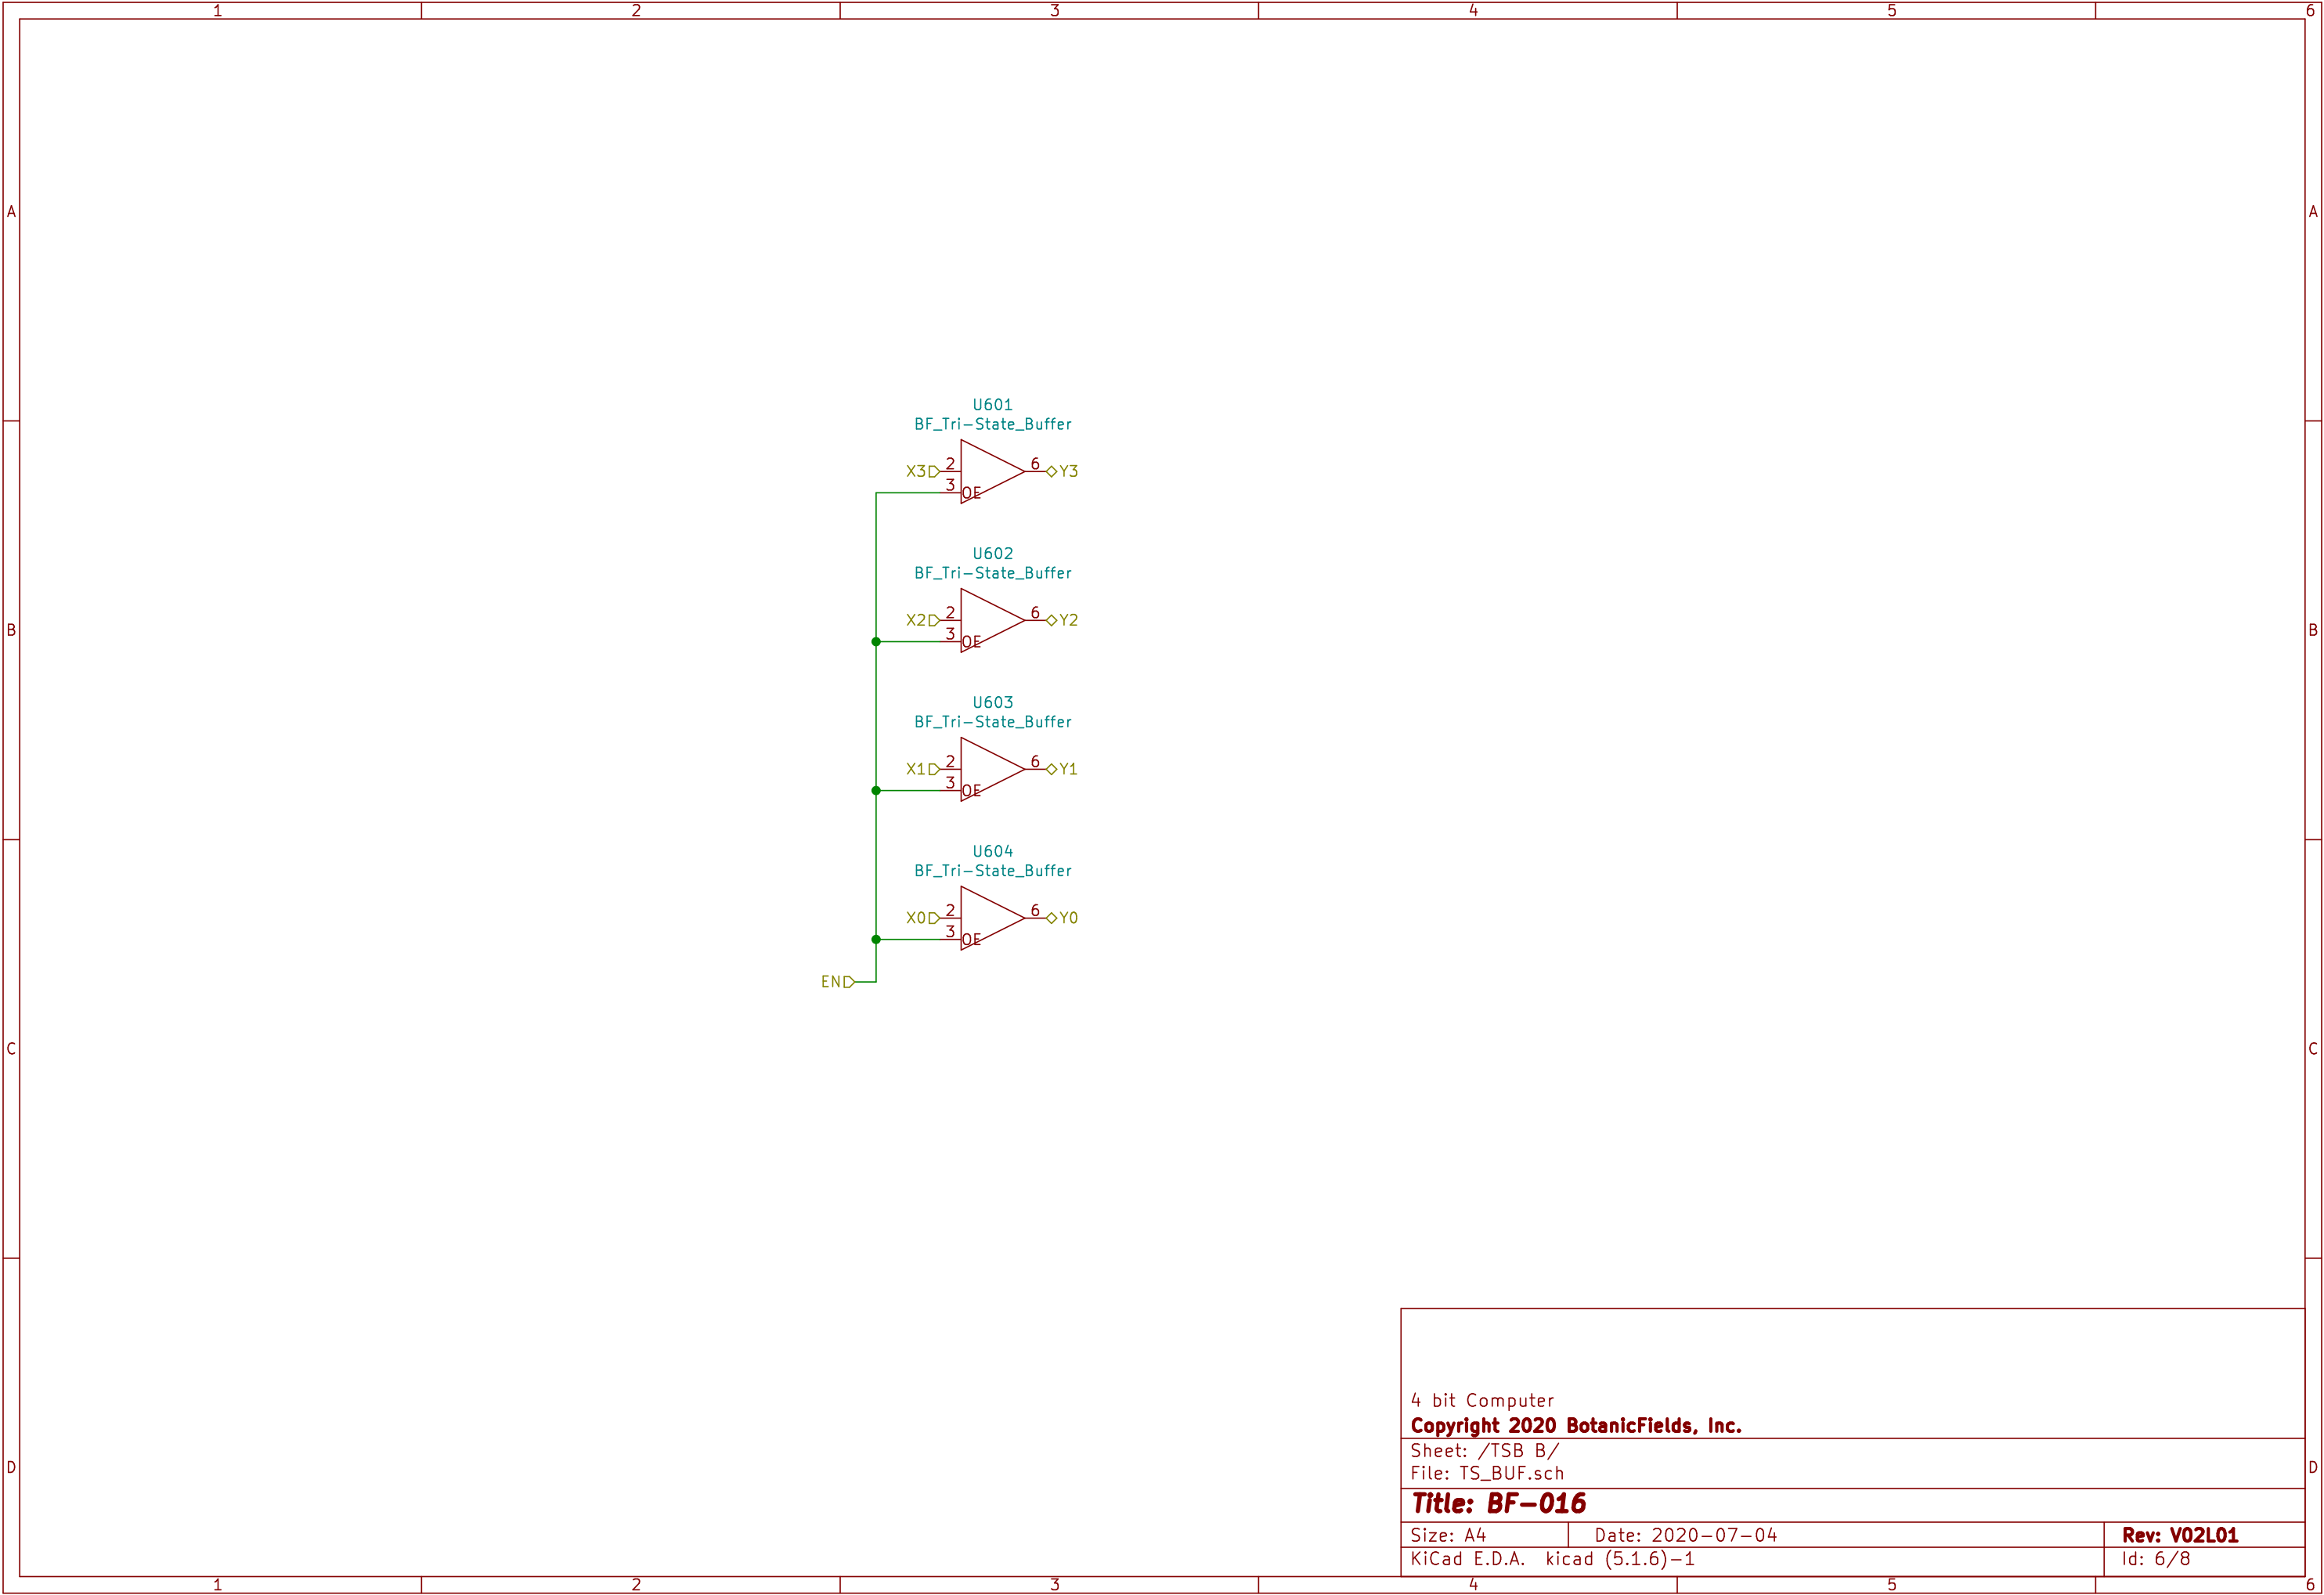 1 2 3 4 5 6
A A
U601
BF_Tri-State_Buffer
X3 2 6 Y3
3 OE
U602
BF_Tri-State_Buffer
X2 2 6 Y2
B B
3 OE
U603
BF_Tri-State_Buffer
X1 2 6 Y1
3 OE
U604
BF_Tri-State_Buffer
X0 2 6 Y0
3 OE
EN
C C
4 bit Computer
Copyright 2020 BotanicFields, Inc.
Sheet: /TSB B/
D D
File: TS_BUF.sch
Title: BF-016
Size: A4 Date: 2020-07-04 Rev: V02L01
KiCad E.D.A. kicad (5.1.6)-1 Id: 6/8
1 2 3 4 5 6